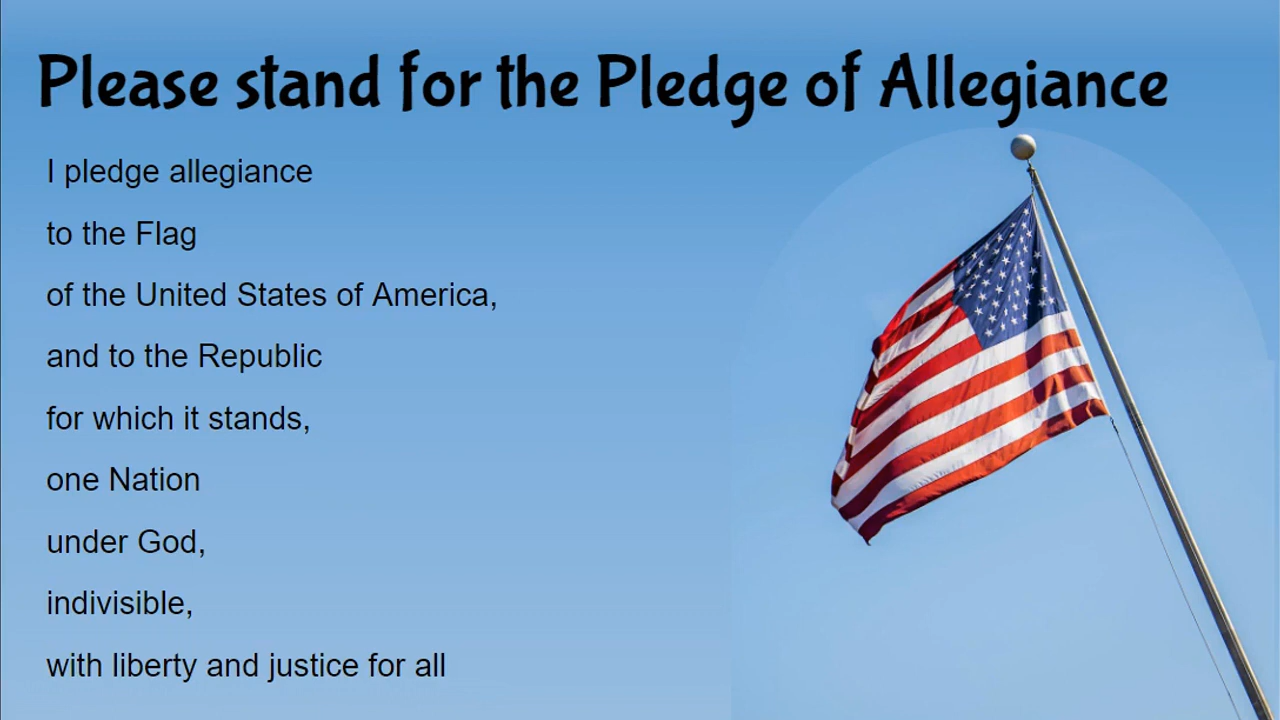 Please stand for the Pledge of Allegiance
I pledge allegiance
to the Flag
of the United States of America,
and to the Republic
for which it stands,
one Nation
under God,
indivisible,
with liberty and justice for all